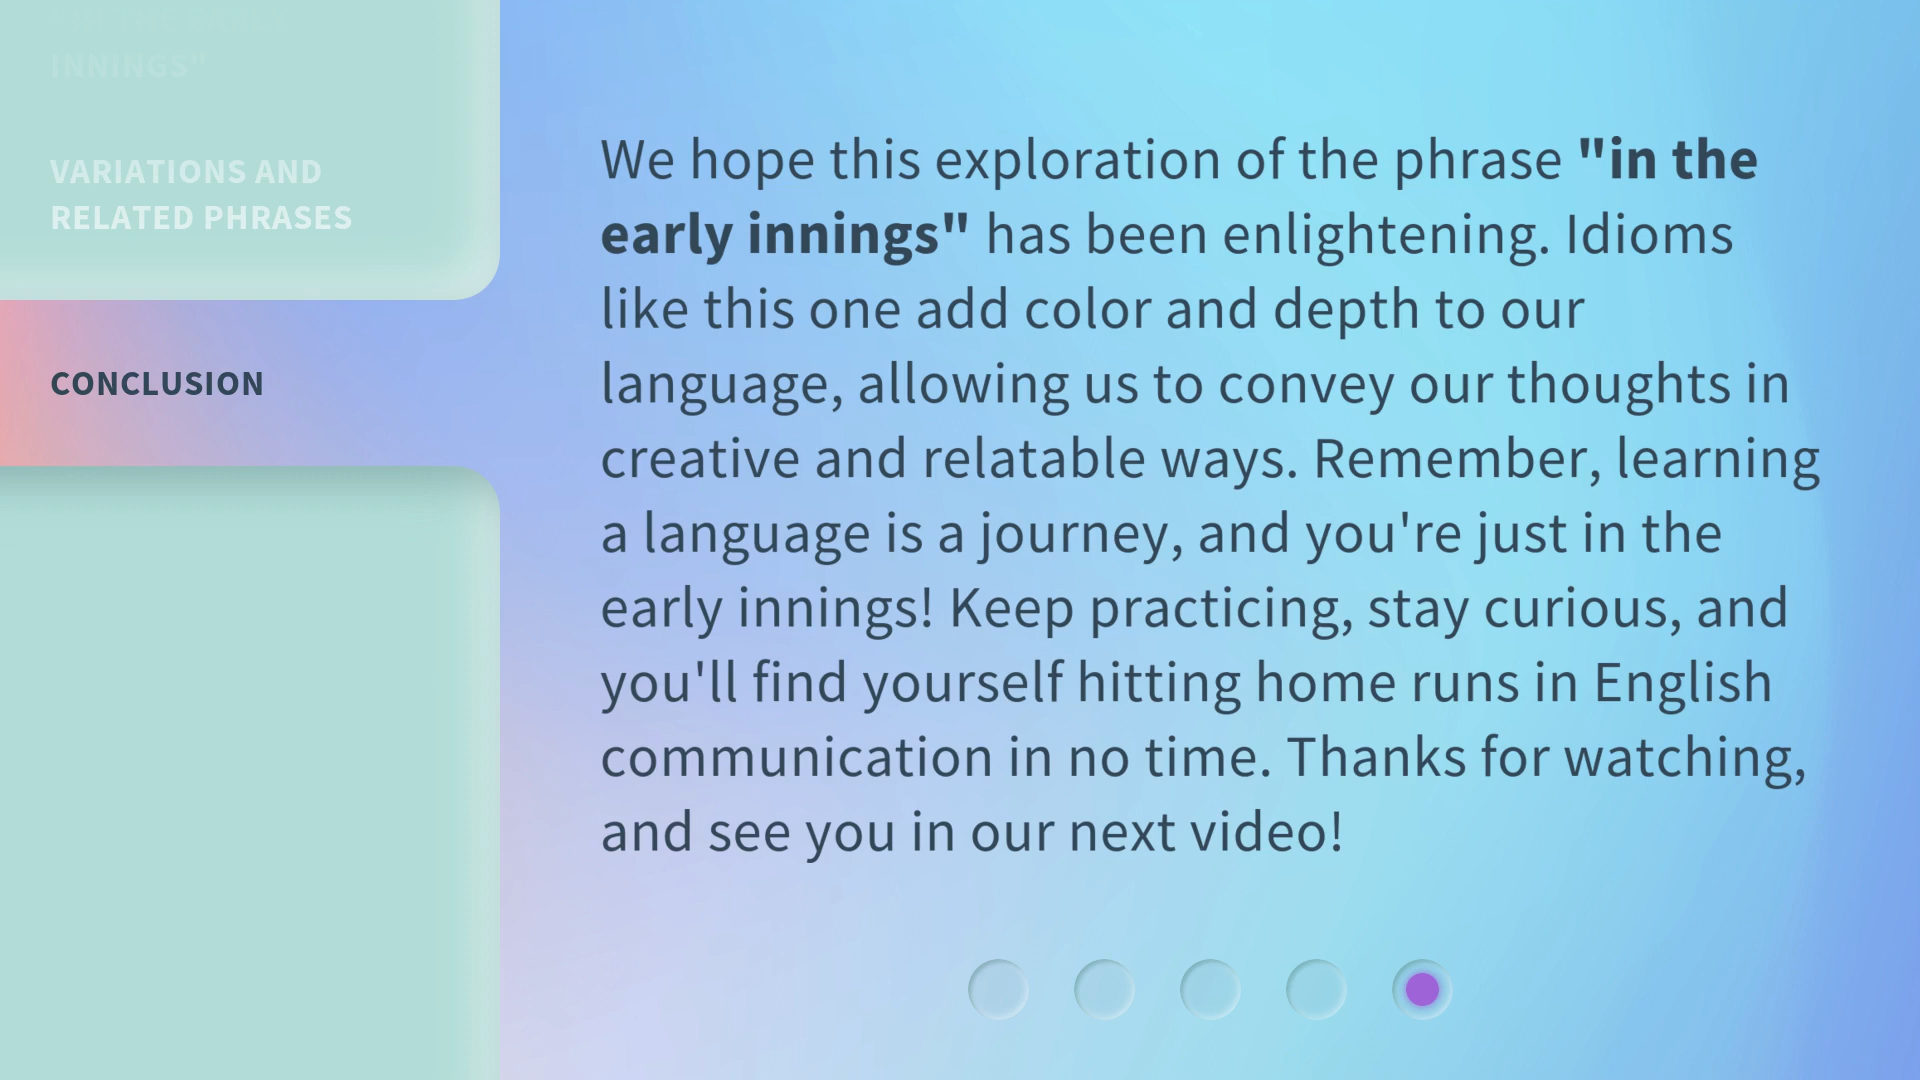 "IN THE EARLY
INNINGS"
VARIATIONS AND
RELATED PHRASES
CONCLUSION
We hope this exploration of the phrase "in the
early innings" has been enlightening. Idioms
like this one add color and depth to our
language, allowing us to convey our thoughts in
creative and relatable ways. Remember, learning
a language is a journey, and you're just in the
early innings! Keep practicing, stay curious, and
you'll find yourself hitting home runs in English
communication in no time. Thanks for watching,
and see you in our next video!